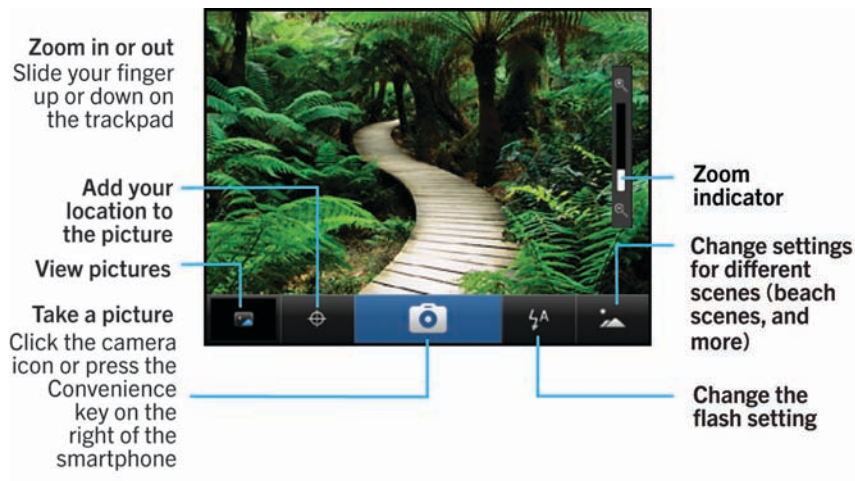 Zoom in or out
Slide your finger
up or down on
the trackpad
Add your
location to
the picture
View pictures
Take a picture
Click the camera
icon or press the
Convenience
key on the
right of the
smartphone
A
Zoom
indicator
Change settings
for different
scenes (beach
scenes, and
more)
Change the
flash setting